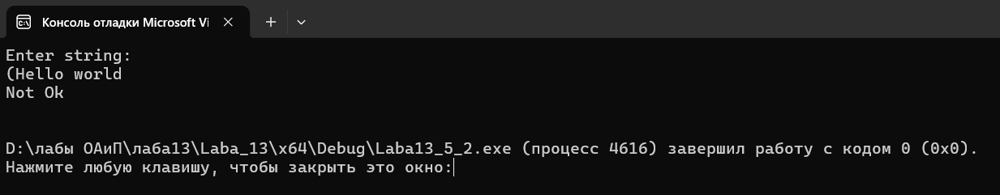 Консоль отладки Microsoft Vi
Enter string:
(Hello world
Not Ok
D:\лабы ОАиП\лаба13\Laba_13\x64\Debug\Laba13_5_2.exe (процесс 4616) завершил работу с кодом 0 (0x0).
Нажмите любую клавишу, чтобы закрыть это окно: